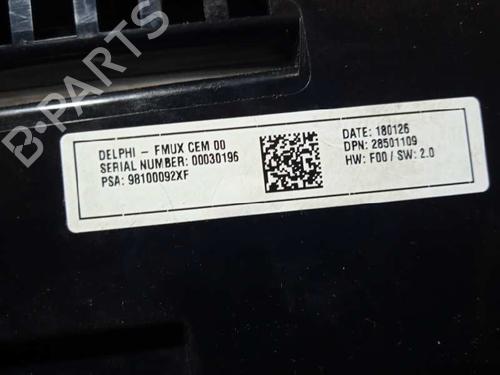 DELPHI - FMUX CEM 00
SERIAL NUMBER: 00030196
PSA: 98100092XF
DATE: 180126
DPN: 28501109
HW: F00 / SW: 2.0
B-PARTS